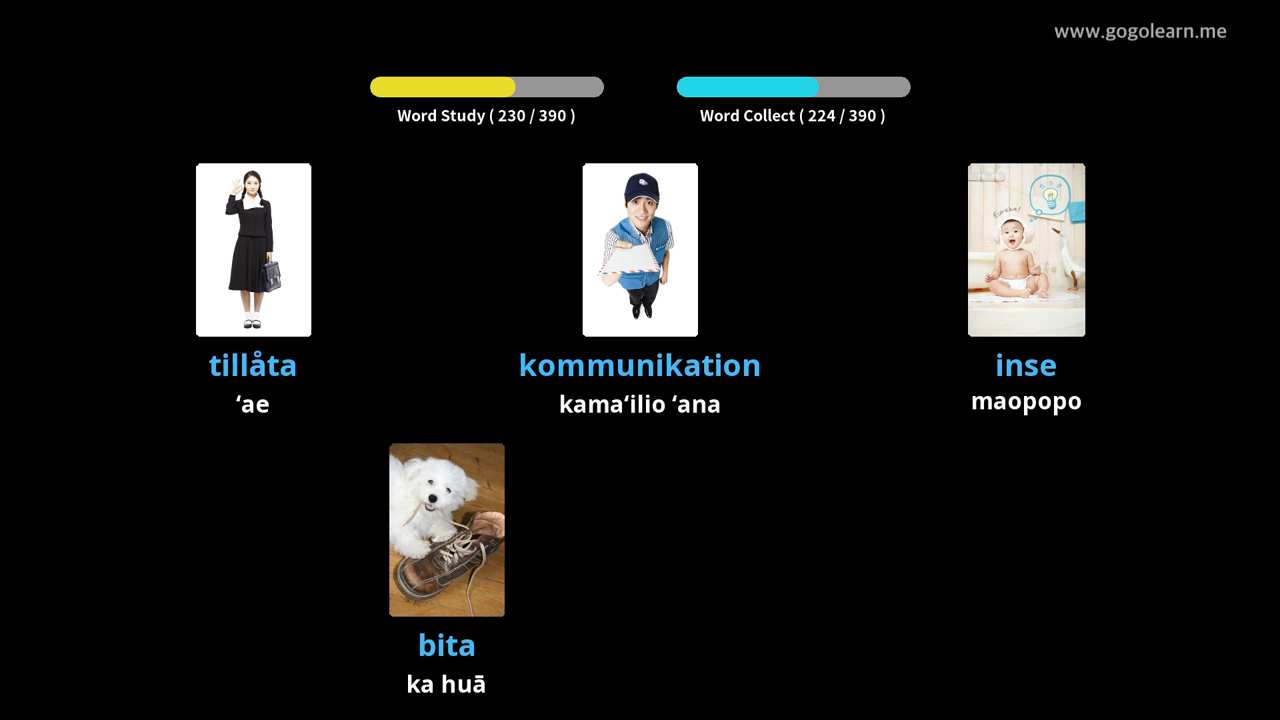 www.gogolearn.me
Word Study ( 230 / 390 )
Word Collect ( 224 / 390 )
Eureka!
tillåta
kommunikation
inse
ʻae
kamaʻilio ʻana
maopopo
bita
ka huā